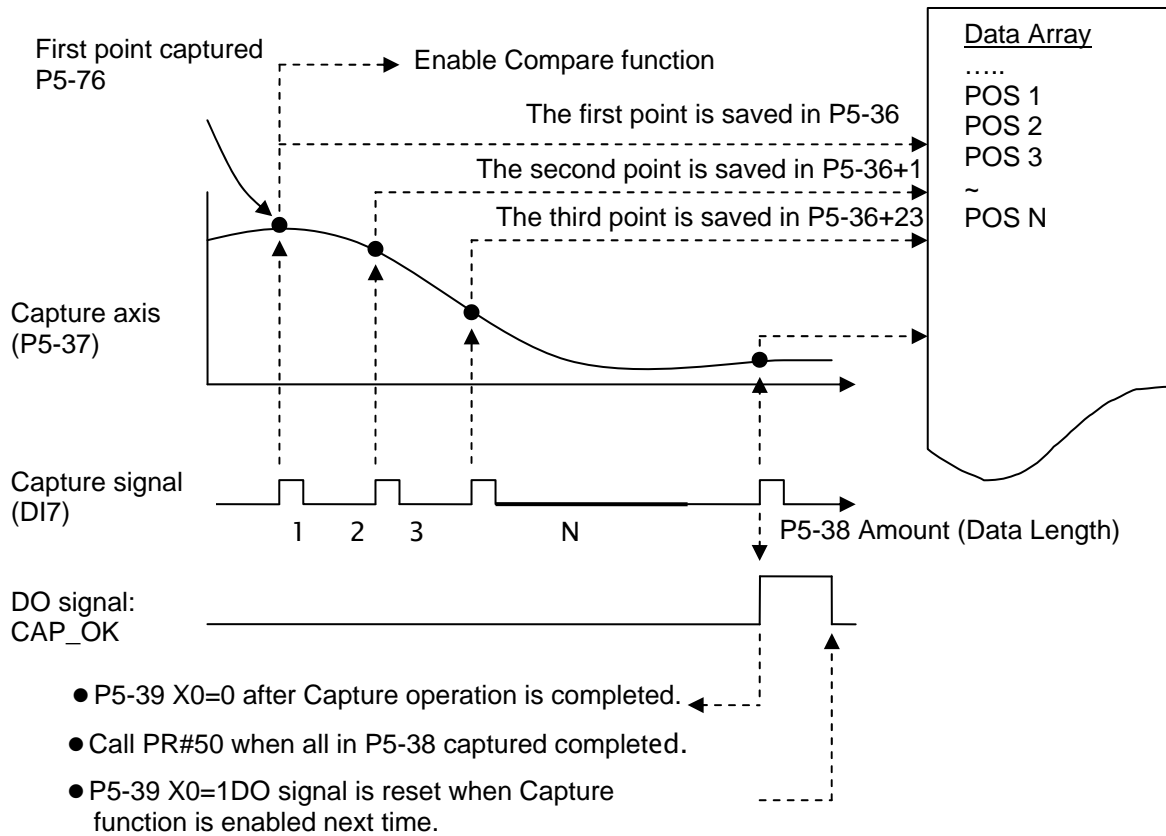 First point captured
P5-76
Enable Compare function
Data Array
…..
POS 1
POS 2
POS 3
~
POS N
The first point is saved in P5-36
The second point is saved in P5-36+1
The third point is saved in P5-36+23
Capture axis
(P5-37)
Capture signal
(DI7)
1 2 3 N
P5-38 Amount (Data Length)
DO signal:
CAP_OK
● P5-39 X0=0 after Capture operation is completed.
● Call PR#50 when all in P5-38 captured completed.
● P5-39 X0=1DO signal is reset when Capture
function is enabled next time.